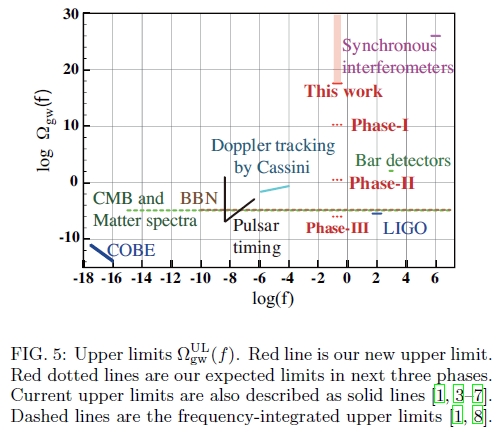 30
20
10
0
-10
log Ωgw(f)
Synchronous
interferometers
This work
Phase-I
Doppler tracking
by Cassini
Bar detectors
Phase-II
CMB and
Matter spectra
BBN
Pulsar
timing
Phase-III
LIGO
COBE
-18 -16 -14 -12 -10 -8 -6 -4 -2 0 2 4 6
log(f)
FIG. 5: Upper limits Ω^UL_gw(f). Red line is our new upper limit.
Red dotted lines are our expected limits in next three phases.
Current upper limits are also described as solid lines [1, 3–7].
Dashed lines are the frequency-integrated upper limits [1, 8].